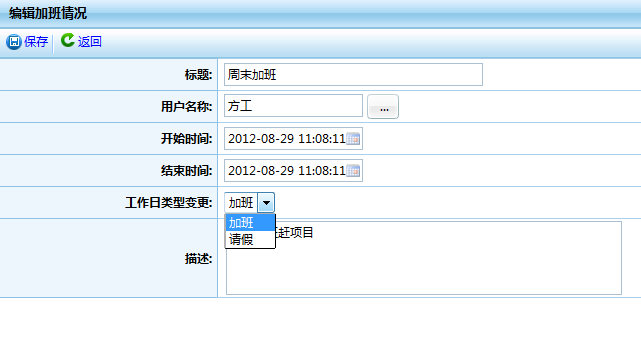 编辑加班情况
保存 返回
标题: 周末加班
用户名称: 方工 ...
开始时间: 2012-08-29 11:08:11
结束时间: 2012-08-29 11:08:11
工作日类型变更: 加班
加班
请假
描述: 赶项目